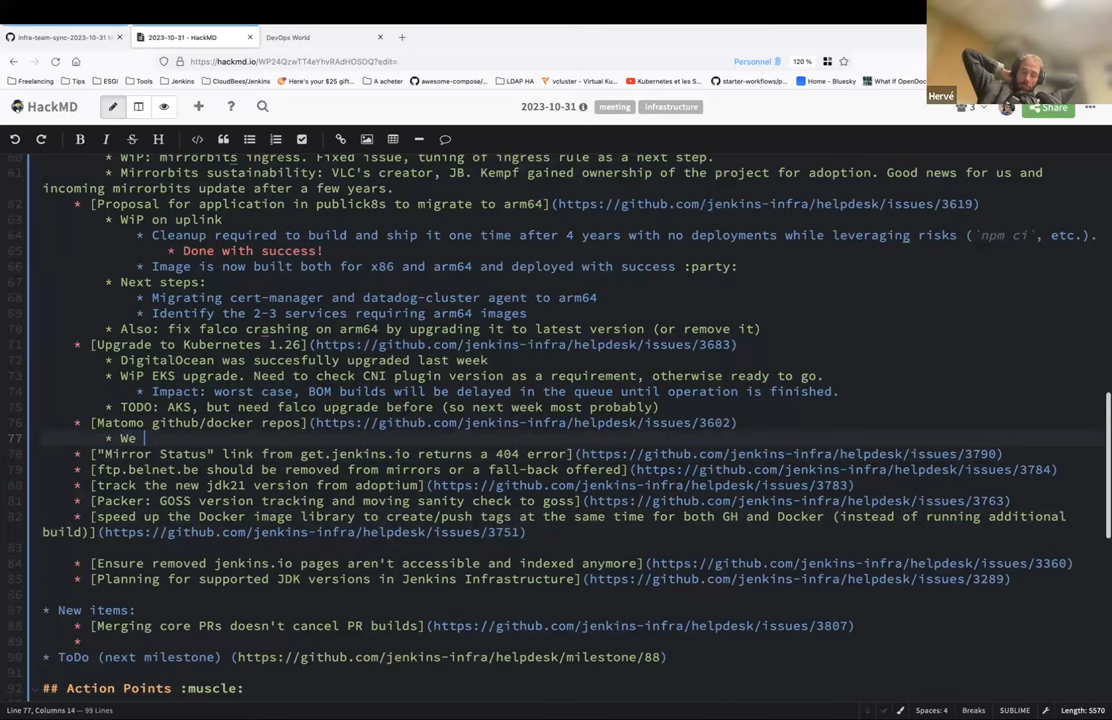 infra-team-sync-2023-10-31 M
2023-10-31 - HackMD
DevOps World
https://hackmd.io/WP24QzwTT4eYhvRAdHOSDQ?edit=
Personnel
120 %
Freelancing
Tips
ESGI
Tools
Jenkins
CloudBees/Jenkins
Here's your $25 gift...
A acheter
awesome-compose/...
LDAP HA
vcluster - Virtual Ku...
Kubernetes et les ...
starter-workflows/p...
Home - Bluesky
What If OpenDoc
Hervé
HackMD
2023-10-31
meeting
infrastructure
3
Share
60 * WiP: mirrorbits ingress. Fixed issue, tuning of ingress rule as a next step.
61 * Mirrorbits sustainability: VLC's creator, JB. Kempf gained ownership of the project for adoption. Good news for us and
incoming mirrorbits update after a few years.
62 * [Proposal for application in publick8s to migrate to arm64](https://github.com/jenkins-infra/helpdesk/issues/3619)
63 * WiP on uplink
64 * Cleanup required to build and ship it one time after 4 years with no deployments while leveraging risks (`npm ci`, etc.).
65 * Done with success!
66 * Image is now built both for x86 and arm64 and deployed with success :party:
67 * Next steps:
68 * Migrating cert-manager and datadog-cluster agent to arm64
69 * Identify the 2-3 services requiring arm64 images
70 * Also: fix falco crashing on arm64 by upgrading it to latest version (or remove it)
71 * [Upgrade to Kubernetes 1.26](https://github.com/jenkins-infra/helpdesk/issues/3683)
72 * DigitalOcean was succesfully upgraded last week
73 * WiP EKS upgrade. Need to check CNI plugin version as a requirement, otherwise ready to go.
74 * Impact: worst case, BOM builds will be delayed in the queue until operation is finished.
75 * TODO: AKS, but need falco upgrade before (so next week most probably)
76 * [Matomo github/docker repos](https://github.com/jenkins-infra/helpdesk/issues/3602)
77 * We
78 * ["Mirror Status" link from get.jenkins.io returns a 404 error](https://github.com/jenkins-infra/helpdesk/issues/3790)
79 * [ftp.belnet.be should be removed from mirrors or a fall-back offered](https://github.com/jenkins-infra/helpdesk/issues/3784)
80 * [track the new jdk21 version from adoptium](https://github.com/jenkins-infra/helpdesk/issues/3783)
81 * [Packer: GOSS version tracking and moving sanity check to goss](https://github.com/jenkins-infra/helpdesk/issues/3763)
82 * [speed up the Docker image library to create/push tags at the same time for both GH and Docker (instead of running additional
build)](https://github.com/jenkins-infra/helpdesk/issues/3751)
83
84 * [Ensure removed jenkins.io pages aren't accessible and indexed anymore](https://github.com/jenkins-infra/helpdesk/issues/3360)
85 * [Planning for supported JDK versions in Jenkins Infrastructure](https://github.com/jenkins-infra/helpdesk/issues/3289)
86
87 * New items:
88 * [Merging core PRs doesn't cancel PR builds](https://github.com/jenkins-infra/helpdesk/issues/3807)
89 *
90 * ToDo (next milestone) (https://github.com/jenkins-infra/helpdesk/milestone/88)
91
92 ## Action Points :muscle:
Line 77, Columns 14 — 99 Lines
Spaces: 4
Breaks
SUBLIME
Length: 5570